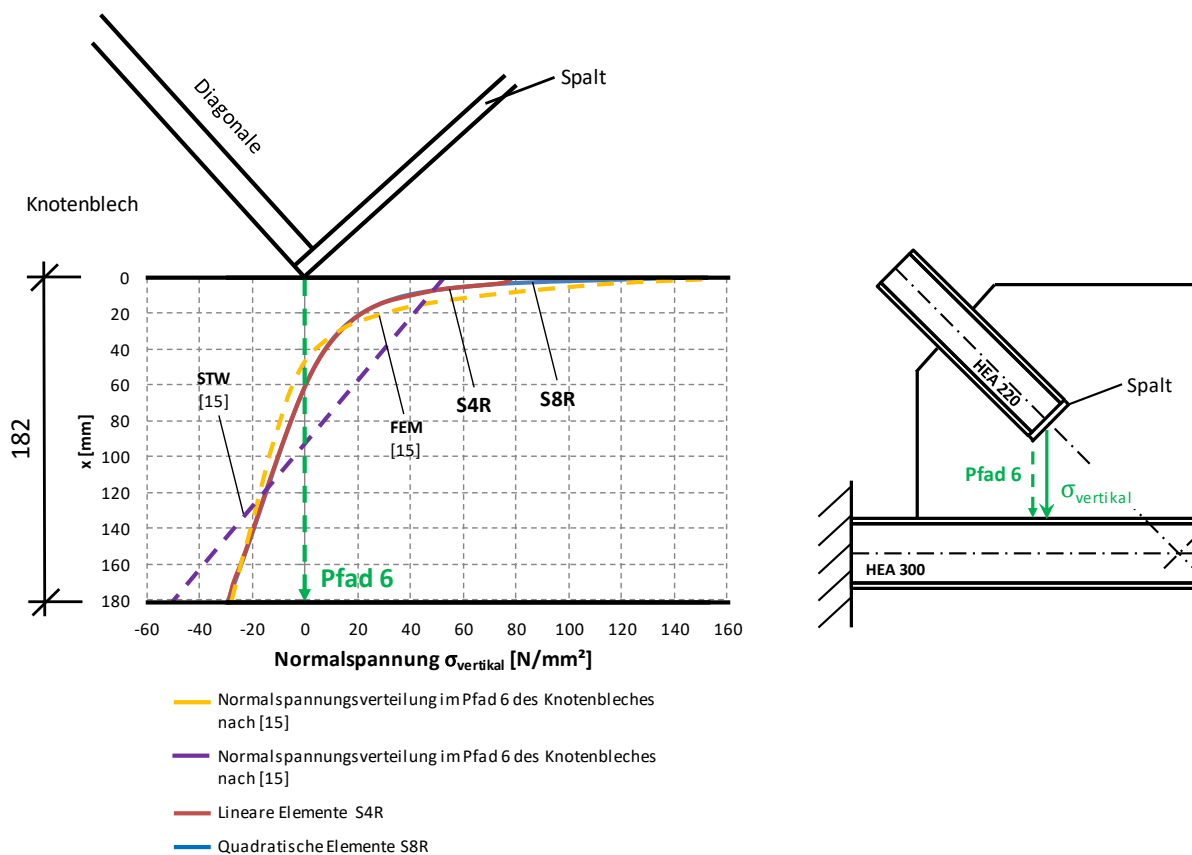 Diagonale
Spalt
Knotenblech
182
x [mm]
0
20
40
60
80
100
120
140
160
180
STW
[15]
FEM
[15]
S4R
S8R
Pfad 6
-60 -40 -20 0 20 40 60 80 100 120 140 160
Normalspannung σvertikal [N/mm²]
Normalspannungsverteilung im Pfad 6 des Knotenbleches
nach [15]
Normalspannungsverteilung im Pfad 6 des Knotenbleches
nach [15]
Lineare Elemente S4R
Quadratische Elemente S8R
HEA 220
Spalt
Pfad 6
σvertikal
HEA 300